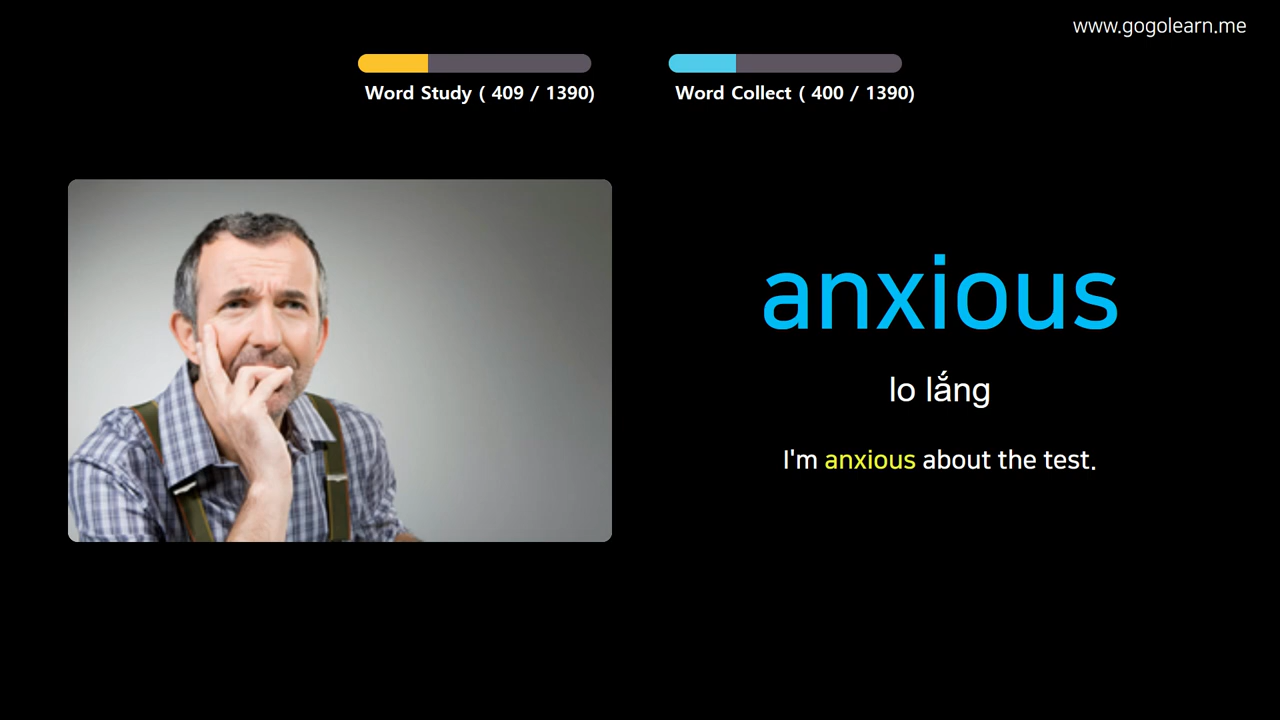 www.gogolearn.me
Word Study ( 409 / 1390)
Word Collect ( 400 / 1390)
anxious
lo lắng
I'm anxious about the test.